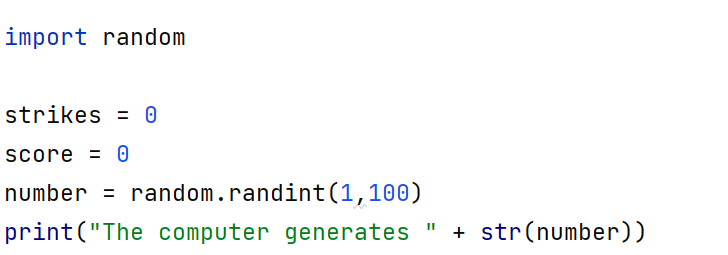 import random
strikes = 0
score = 0
number = random.randint(1,100)
print("The computer generates " + str(number))